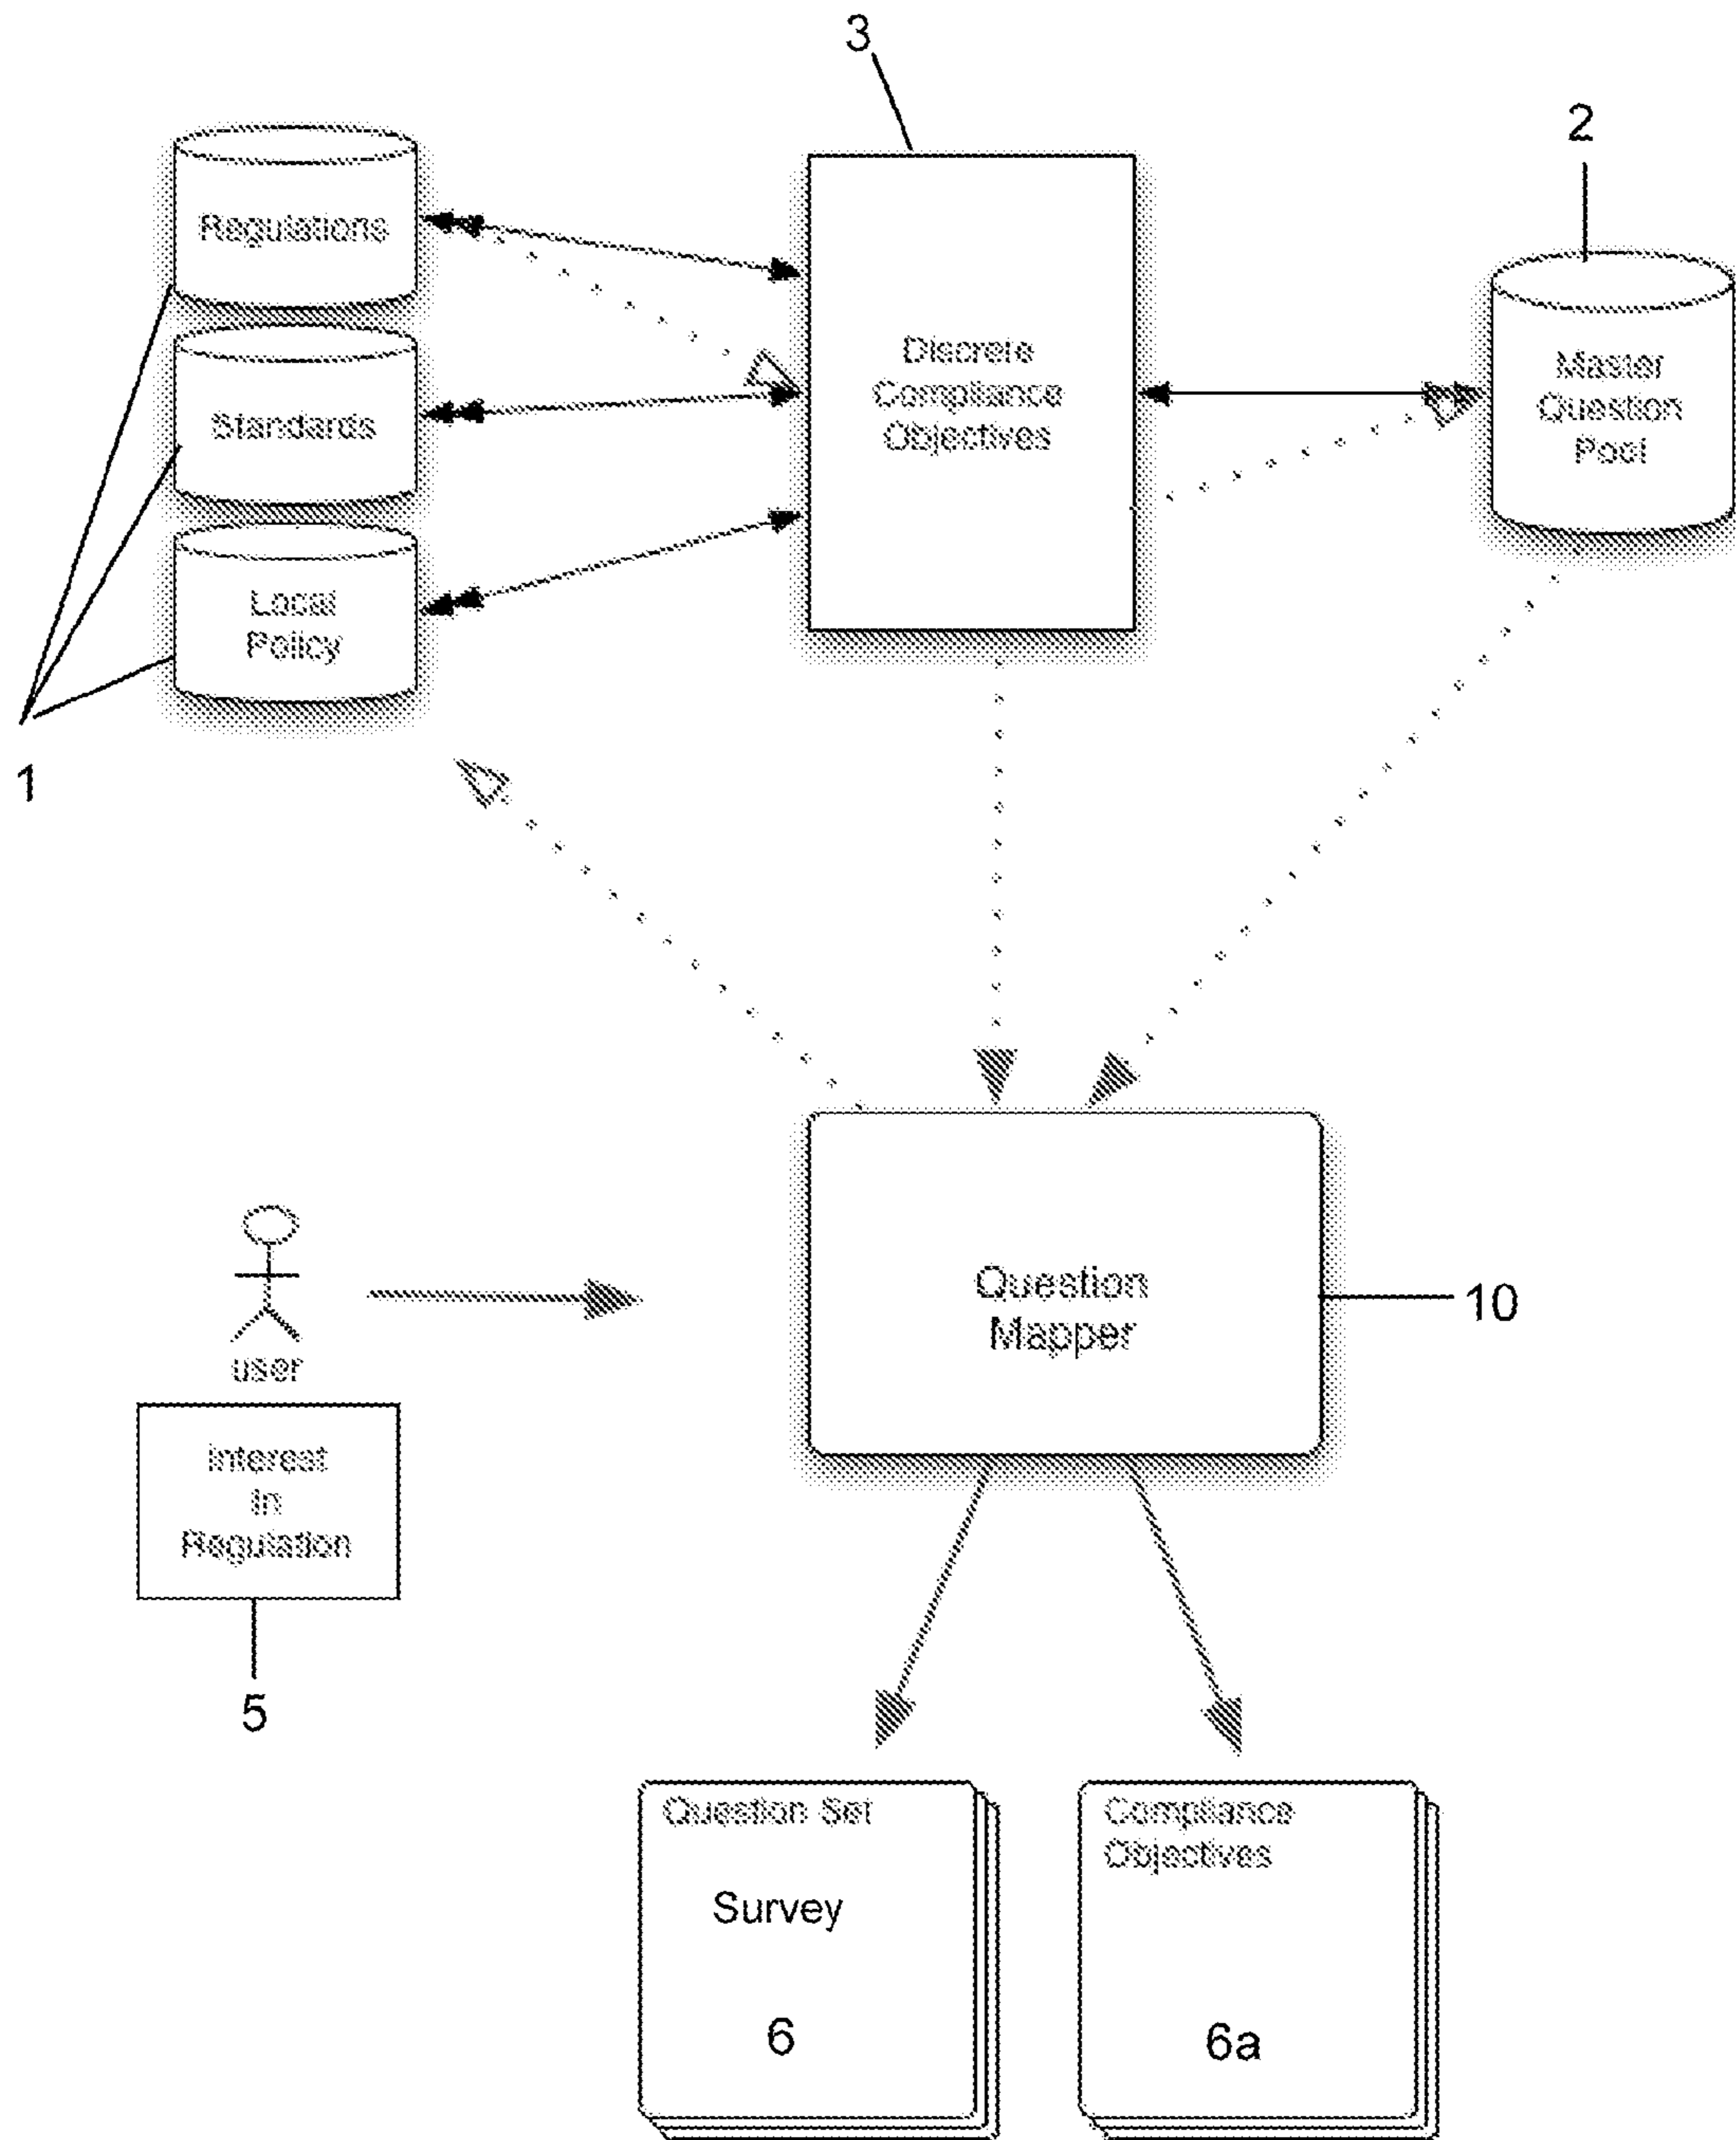 3
2
Regulations
Standards
Local
Policy
1
Discrete
Compliance
Objectives
Master
Question
Pool
Question
Mapper
10
user
Interest
in
Regulation
5
Question Set
Survey
6
Compliance
Objectives
6a